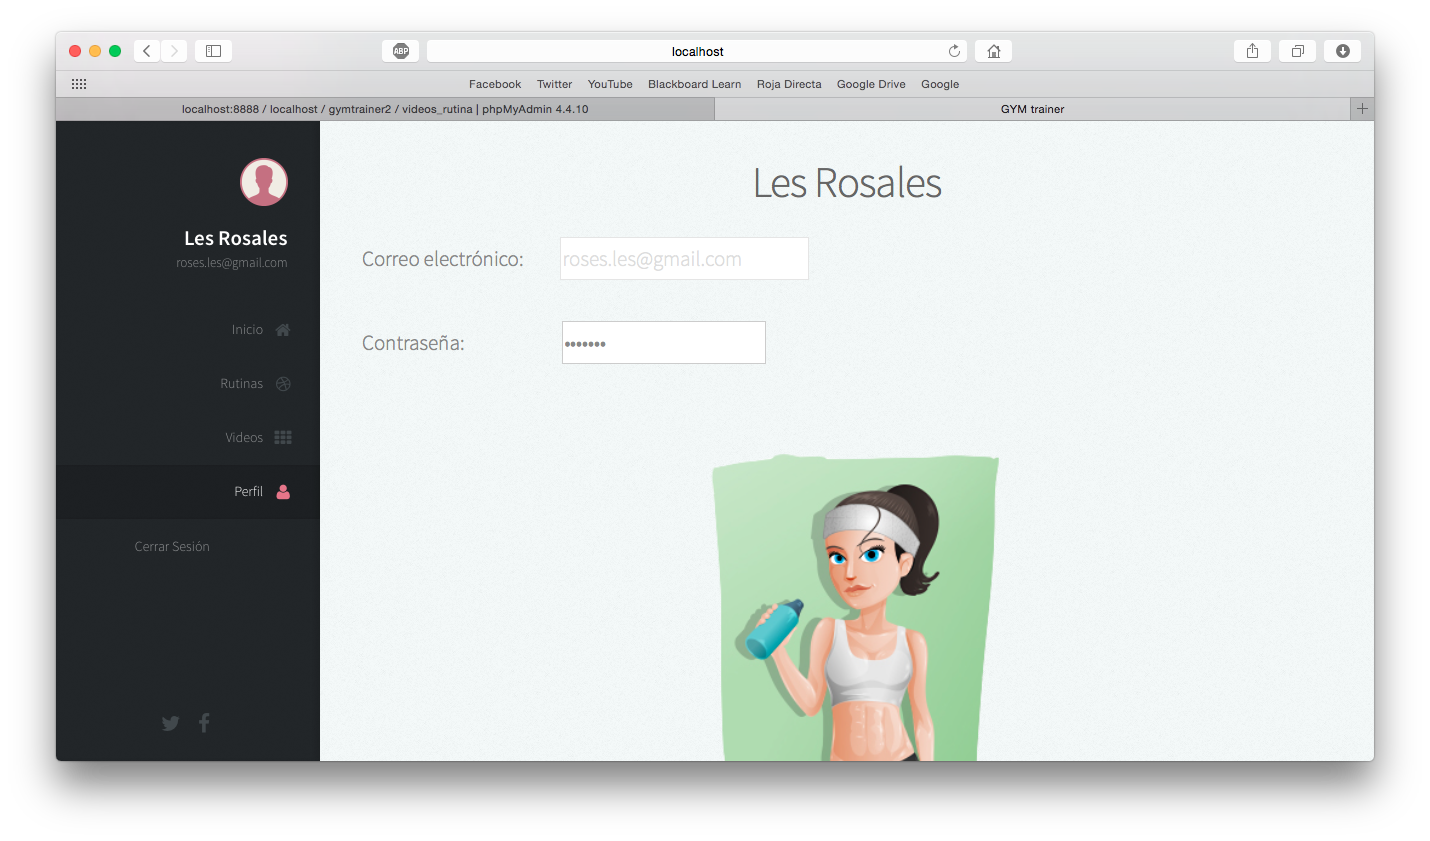 ABP
localhost
Facebook Twitter YouTube Blackboard Learn Roja Directa Google Drive Google
localhost:8888 / localhost / gymtrainer2 / videos_rutina | phpMyAdmin 4.4.10
GYM trainer
Les Rosales
roses.les@gmail.com
Inicio
Rutinas
Videos
Perfil
Cerrar Sesión
Les Rosales
Correo electrónico: roses.les@gmail.com
Contraseña: •••••••